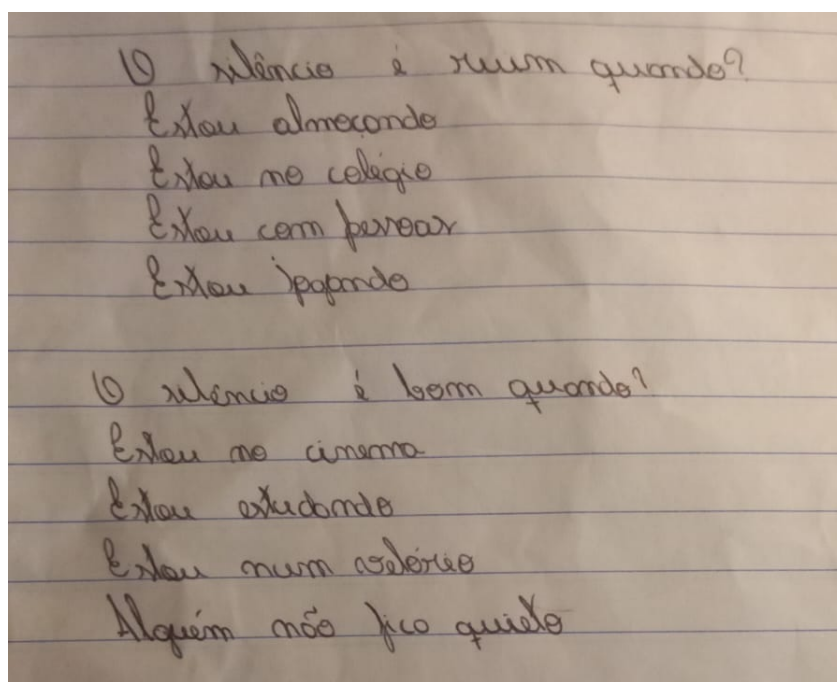 O silêncio é ruum quando?
Estou almoçando
Estou no colégio
Estou com pessoas
Estou jogando
O silêncio é bom quando?
Estou no cinema
Estou estudando
Estou num velório
Alguém não fica quieto